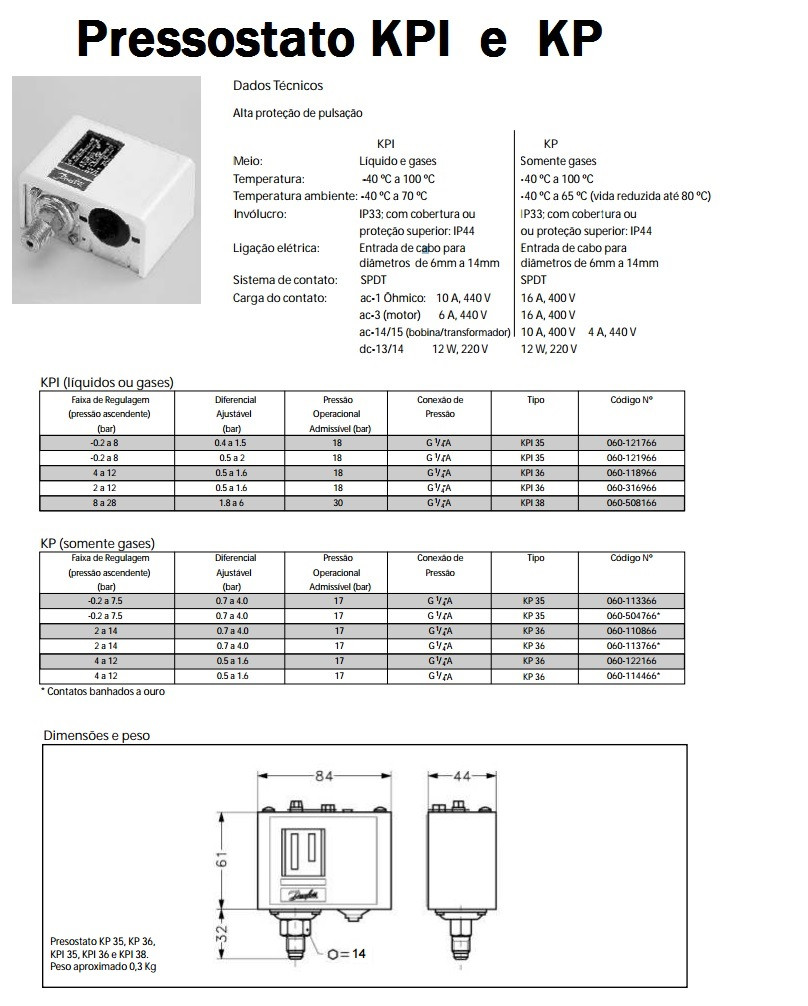 Pressostato KPI e KP
Dados Técnicos
Alta proteção de pulsação
KPI KP
Meio: Líquido e gases Somente gases
Temperatura: -40 ºC a 100 ºC -40 ºC a 100 ºC
Temperatura ambiente: -40 ºC a 70 ºC -40 ºC a 65 ºC (vida reduzida até 80 ºC)
Invólucro: IP33; com cobertura ou IP33; com cobertura ou
proteção superior: IP44 ou proteção superior: IP44
Ligação elétrica: Entrada de cabo para Entrada de cabo para
diâmetros de 6mm a 14mm diâmetros de 6mm a 14mm
Sistema de contato: SPDT SPDT
Carga do contato: ac-1 Ôhmico: 10 A, 440 V 16 A, 400 V
ac-3 (motor) 6 A, 440 V 16 A, 400 V
ac-14/15 (bobina/transformador) 10 A, 400 V 4 A, 440 V
dc-13/14 12 W, 220 V 12 W, 220 V
KPI (líquidos ou gases)
Faixa de Regulagem Diferencial Pressão Conexão de Tipo Código Nº
(pressão ascendente) Ajustável Operacional Pressão
(bar) (bar) Admissível (bar)
-0.2 a 8 0.4 a 1.5 18 G 1/4A KPI 35 060-121766
-0.2 a 8 0.5 a 2 18 G 1/4A KPI 35 060-121966
4 a 12 0.5 a 1.6 18 G 1/4A KPI 36 060-118966
2 a 12 0.5 a 1.6 18 G 1/4A KPI 36 060-316966
8 a 28 1.8 a 6 30 G 1/4A KPI 38 060-508166
KP (somente gases)
Faixa de Regulagem Diferencial Pressão Conexão de Tipo Código Nº
(pressão ascendente) Ajustável Operacional Pressão
(bar) (bar) Admissível (bar)
-0.2 a 7.5 0.7 a 4.0 17 G 1/4A KP 35 060-113366
-0.2 a 7.5 0.7 a 4.0 17 G 1/4A KP 35 060-504766*
2 a 14 0.7 a 4.0 17 G 1/4A KP 36 060-110866
2 a 14 0.7 a 4.0 17 G 1/4A KP 36 060-113766*
4 a 12 0.5 a 1.6 17 G 1/4A KP 36 060-122166
4 a 12 0.5 a 1.6 17 G 1/4A KP 36 060-114466*
* Contatos banhados a ouro
Dimensões e peso
84 44
61
Danfoss
32
14
Presostato KP 35, KP 36,
KPI 35, KPI 36 e KPI 38.
Peso aproximado 0,3 Kg